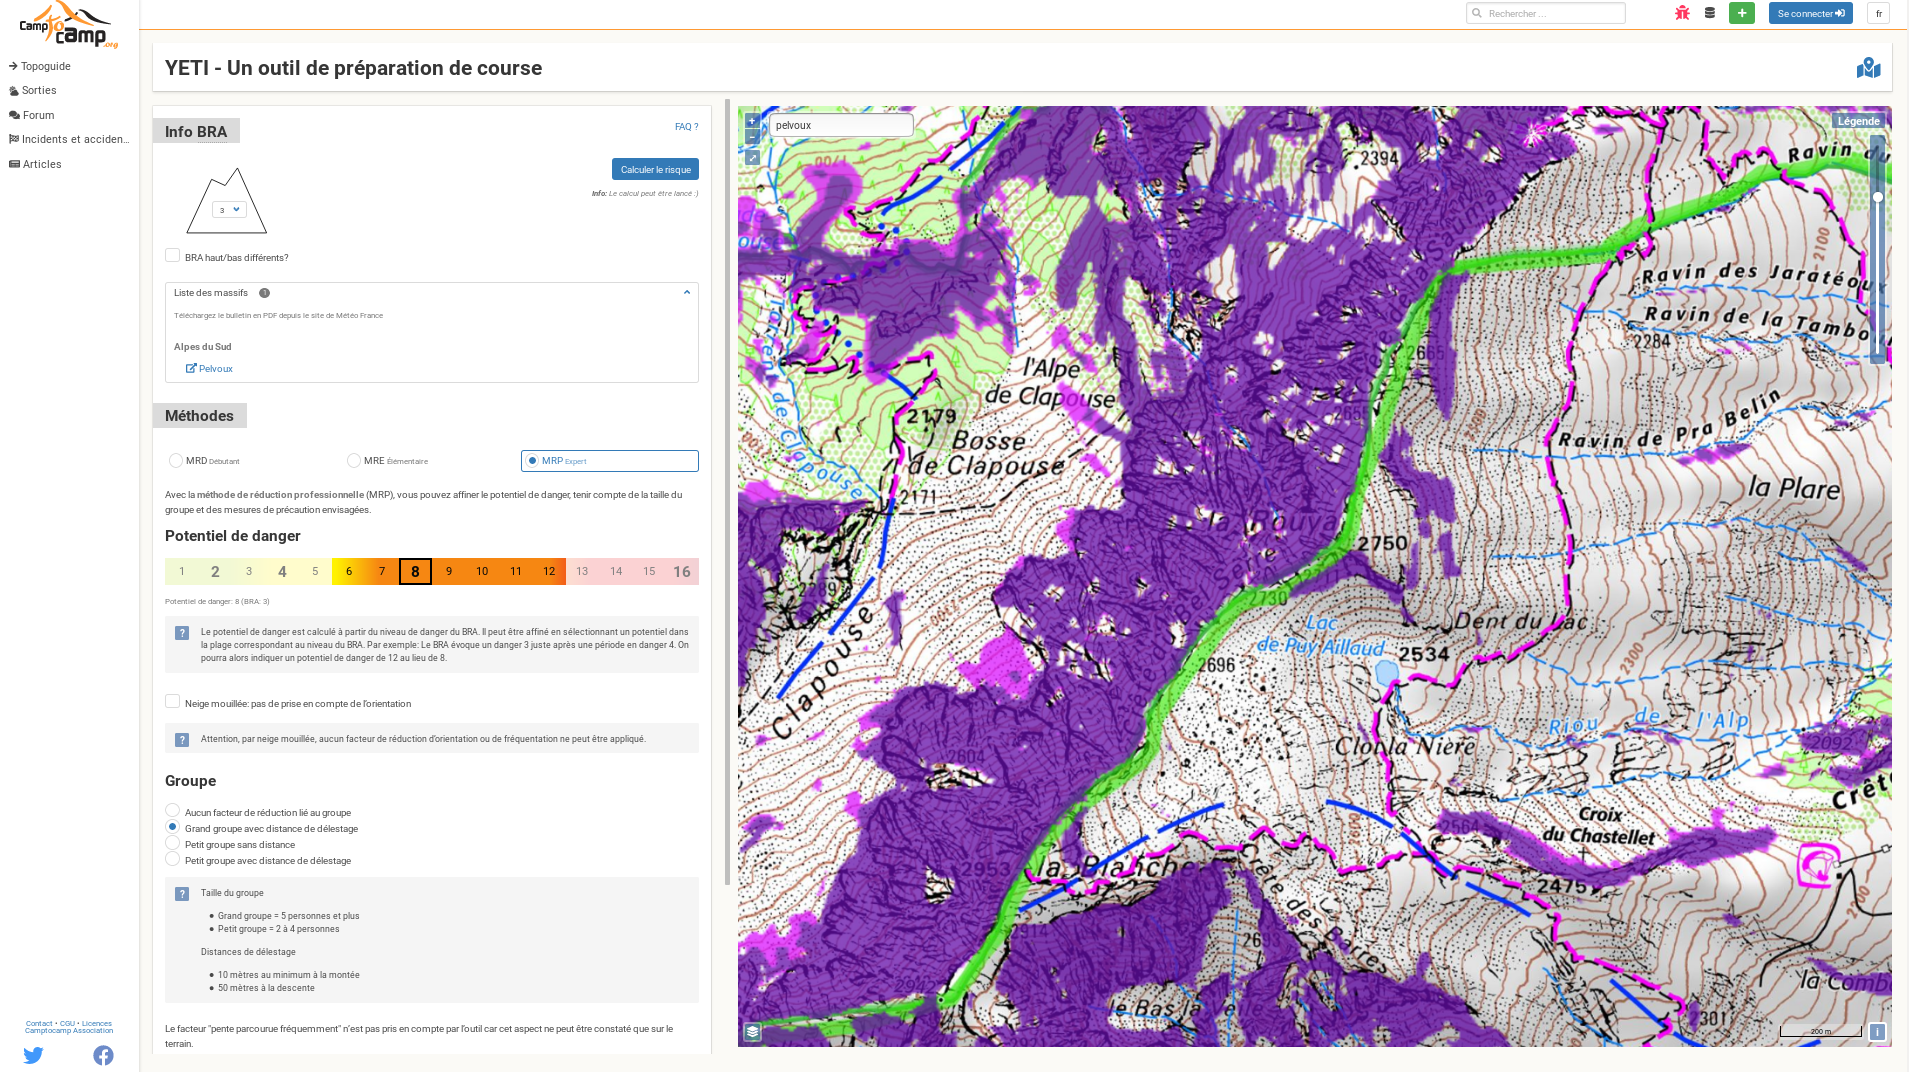 Camp to camp .org
Rechercher ...
+
Se connecter
fr
Topoguide
Sorties
Forum
Incidents et acciden...
Articles
YETI - Un outil de préparation de course
Info BRA
FAQ ?
Calculer le risque
Info: Le calcul peut être lancé :)
3
BRA haut/bas différents?
Liste des massifs
Téléchargez le bulletin en PDF depuis le site de Météo France
Alpes du Sud
Pelvoux
Méthodes
MRD Débutant
MRE Élémentaire
MRP Expert
Avec la méthode de réduction professionnelle (MRP), vous pouvez affiner le potentiel de danger, tenir compte de la taille du
groupe et des mesures de précaution envisagées.
Potentiel de danger
1 2 3 4 5 6 7 8 9 10 11 12 13 14 15 16
Potentiel de danger: 8 (BRA: 3)
? Le potentiel de danger est calculé à partir du niveau de danger du BRA. Il peut être affiné en sélectionnant un potentiel dans
la plage correspondant au niveau du BRA. Par exemple: Le BRA évoque un danger 3 juste après une période en danger 4. On
pourra alors indiquer un potentiel de danger de 12 au lieu de 8.
Neige mouillée: pas de prise en compte de l'orientation
? Attention, par neige mouillée, aucun facteur de réduction d'orientation ou de fréquentation ne peut être appliqué.
Groupe
Aucun facteur de réduction lié au groupe
Grand groupe avec distance de délestage
Petit groupe sans distance
Petit groupe avec distance de délestage
? Taille du groupe
Grand groupe = 5 personnes et plus
Petit groupe = 2 à 4 personnes
Distances de délestage
10 mètres au minimum à la montée
50 mètres à la descente
Le facteur "pente parcourue fréquemment" n'est pas pris en compte par l'outil car cet aspect ne peut être constaté que sur le
terrain.
Contact • CGU • Licences
Camptocamp Association
+
pelvoux
Légende
2394
Ravin du
2100
Ravin des Jaratéou
Ravin de la Tambo
2284
2665
l'Alpe
de Clapouse
2655
2179
Bosse
de Clapouse
2171
2500
Ravin de Pra Belin
la Plare
2750
2289
2730
Clapouse
Lac
de Puy Aillaud
Dent du Lac
2534
2696
2300
Riou de l'Alp
Cloula Nière
2092
2804
2600
2564
Croix
du Chastellet
Crête
2953
la Blanche
Crête des Barres
2475
2100
301
200 m
i